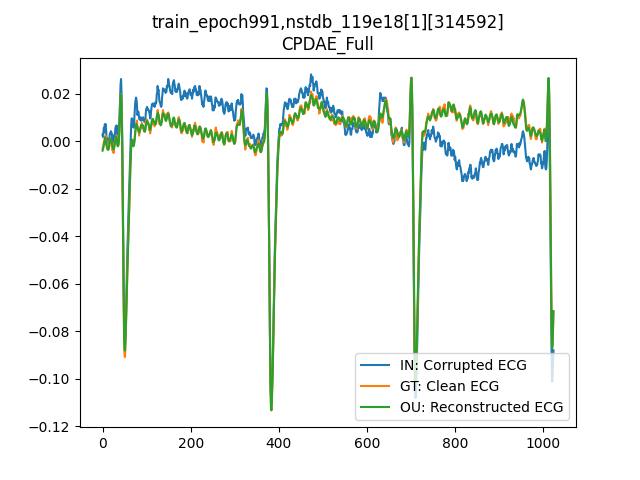 train_epoch991,nstdb_119e18[1][314592]
CPDAE_Full
0.02
0.00
−0.02
−0.04
−0.06
−0.08
−0.10
−0.12
IN: Corrupted ECG
GT: Clean ECG
OU: Reconstructed ECG
0 200 400 600 800 1000